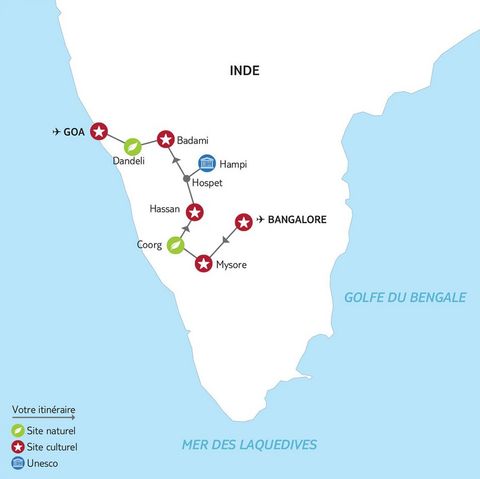 INDE
GOA
Badami
Dandeli
Hampi
Hospet
Hassan
BANGALORE
Coorg
Mysore
GOLFE DU BENGALE
Votre itinéraire
Site naturel
Site culturel
Unesco
MER DES LAQUEDIVES